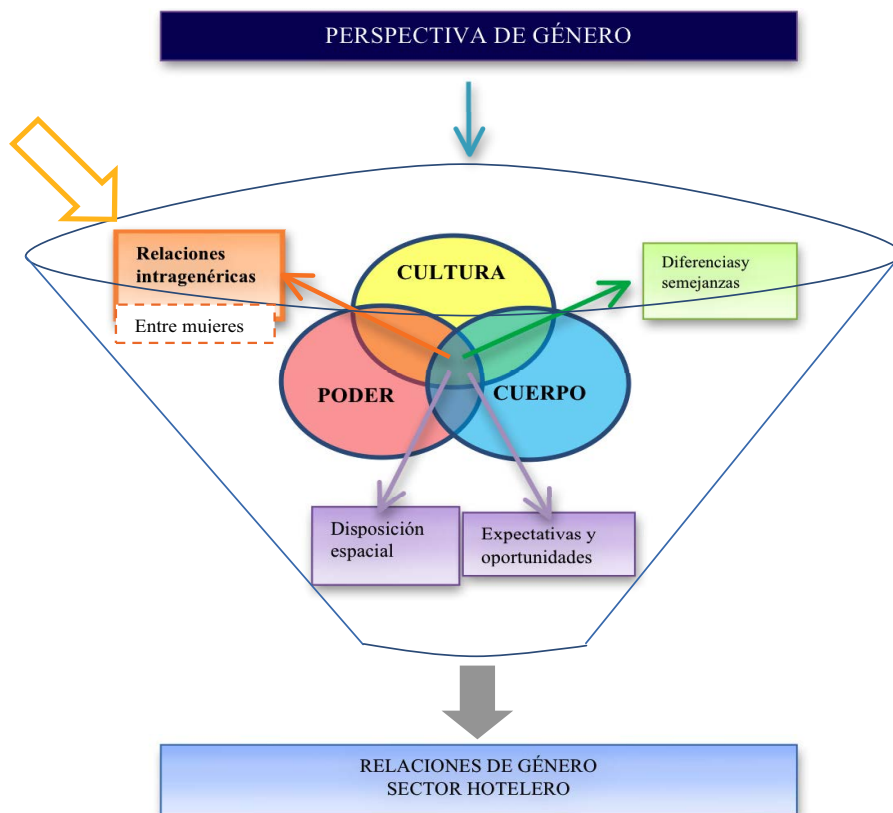 PERSPECTIVA DE GÉNERO
Relaciones
intragenéricas
Entre mujeres
CULTURA
Diferenciasy
semejanzas
PODER
CUERPO
Disposición
espacial
Expectativas y
oportunidades
RELACIONES DE GÉNERO
SECTOR HOTELERO